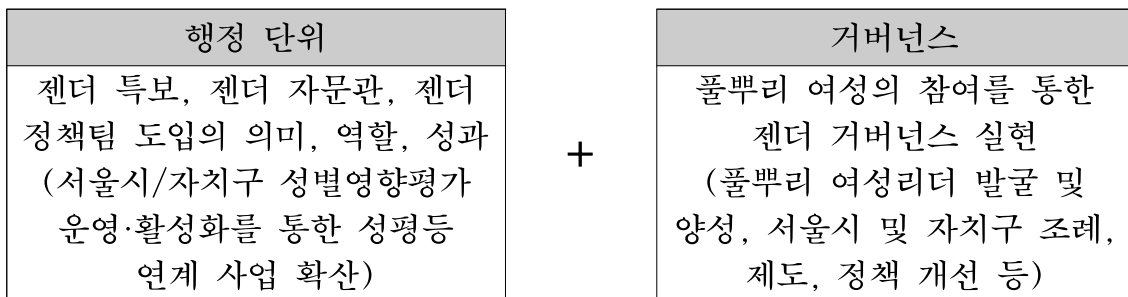 행정 단위
젠더 특보, 젠더 자문관, 젠더
정책팀 도입의 의미, 역할, 성과
(서울시/자치구 성별영향평가
운영·활성화를 통한 성평등
연계 사업 확산)
+
거버넌스
풀뿌리 여성의 참여를 통한
젠더 거버넌스 실현
(풀뿌리 여성리더 발굴 및
양성, 서울시 및 자치구 조례,
제도, 정책 개선 등)